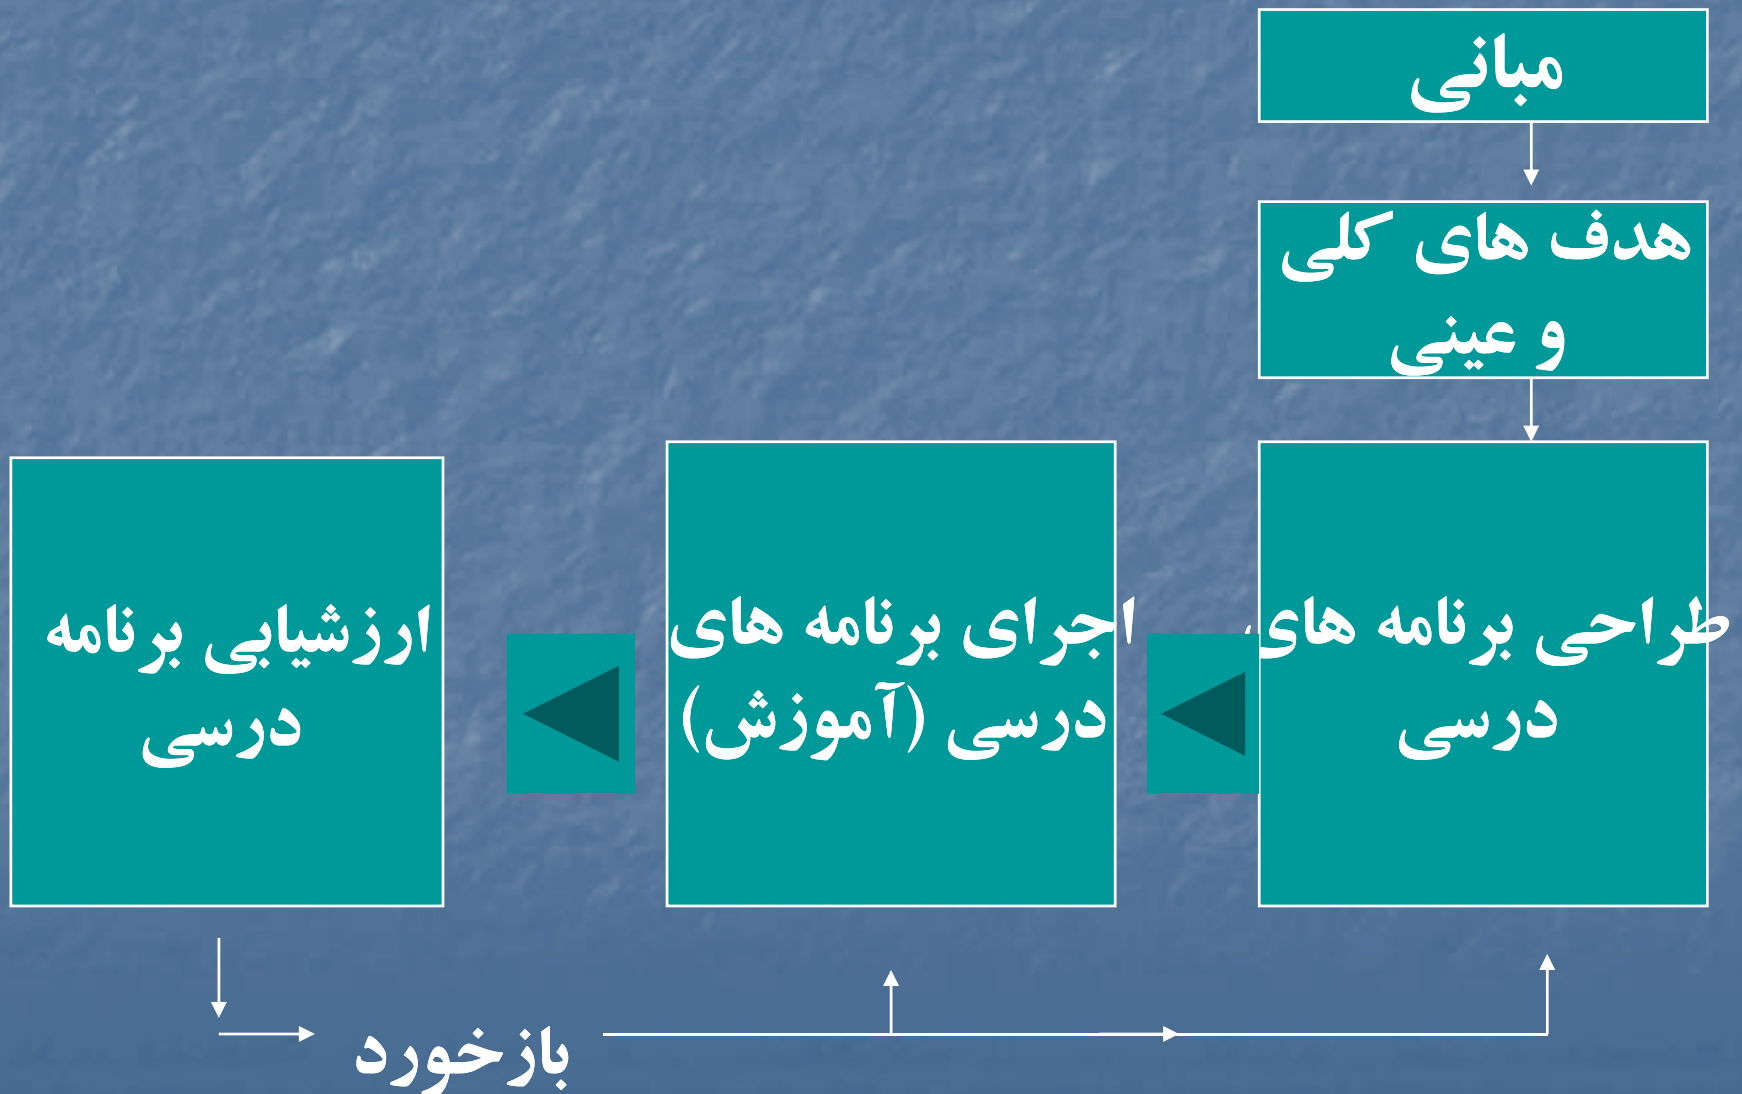 مبانی
هدف های کلی
و عینی
طراحی برنامه های
درسی
اجرای برنامه های
درسی (آموزش)
ارزشیابی برنامه
درسی
بازخورد